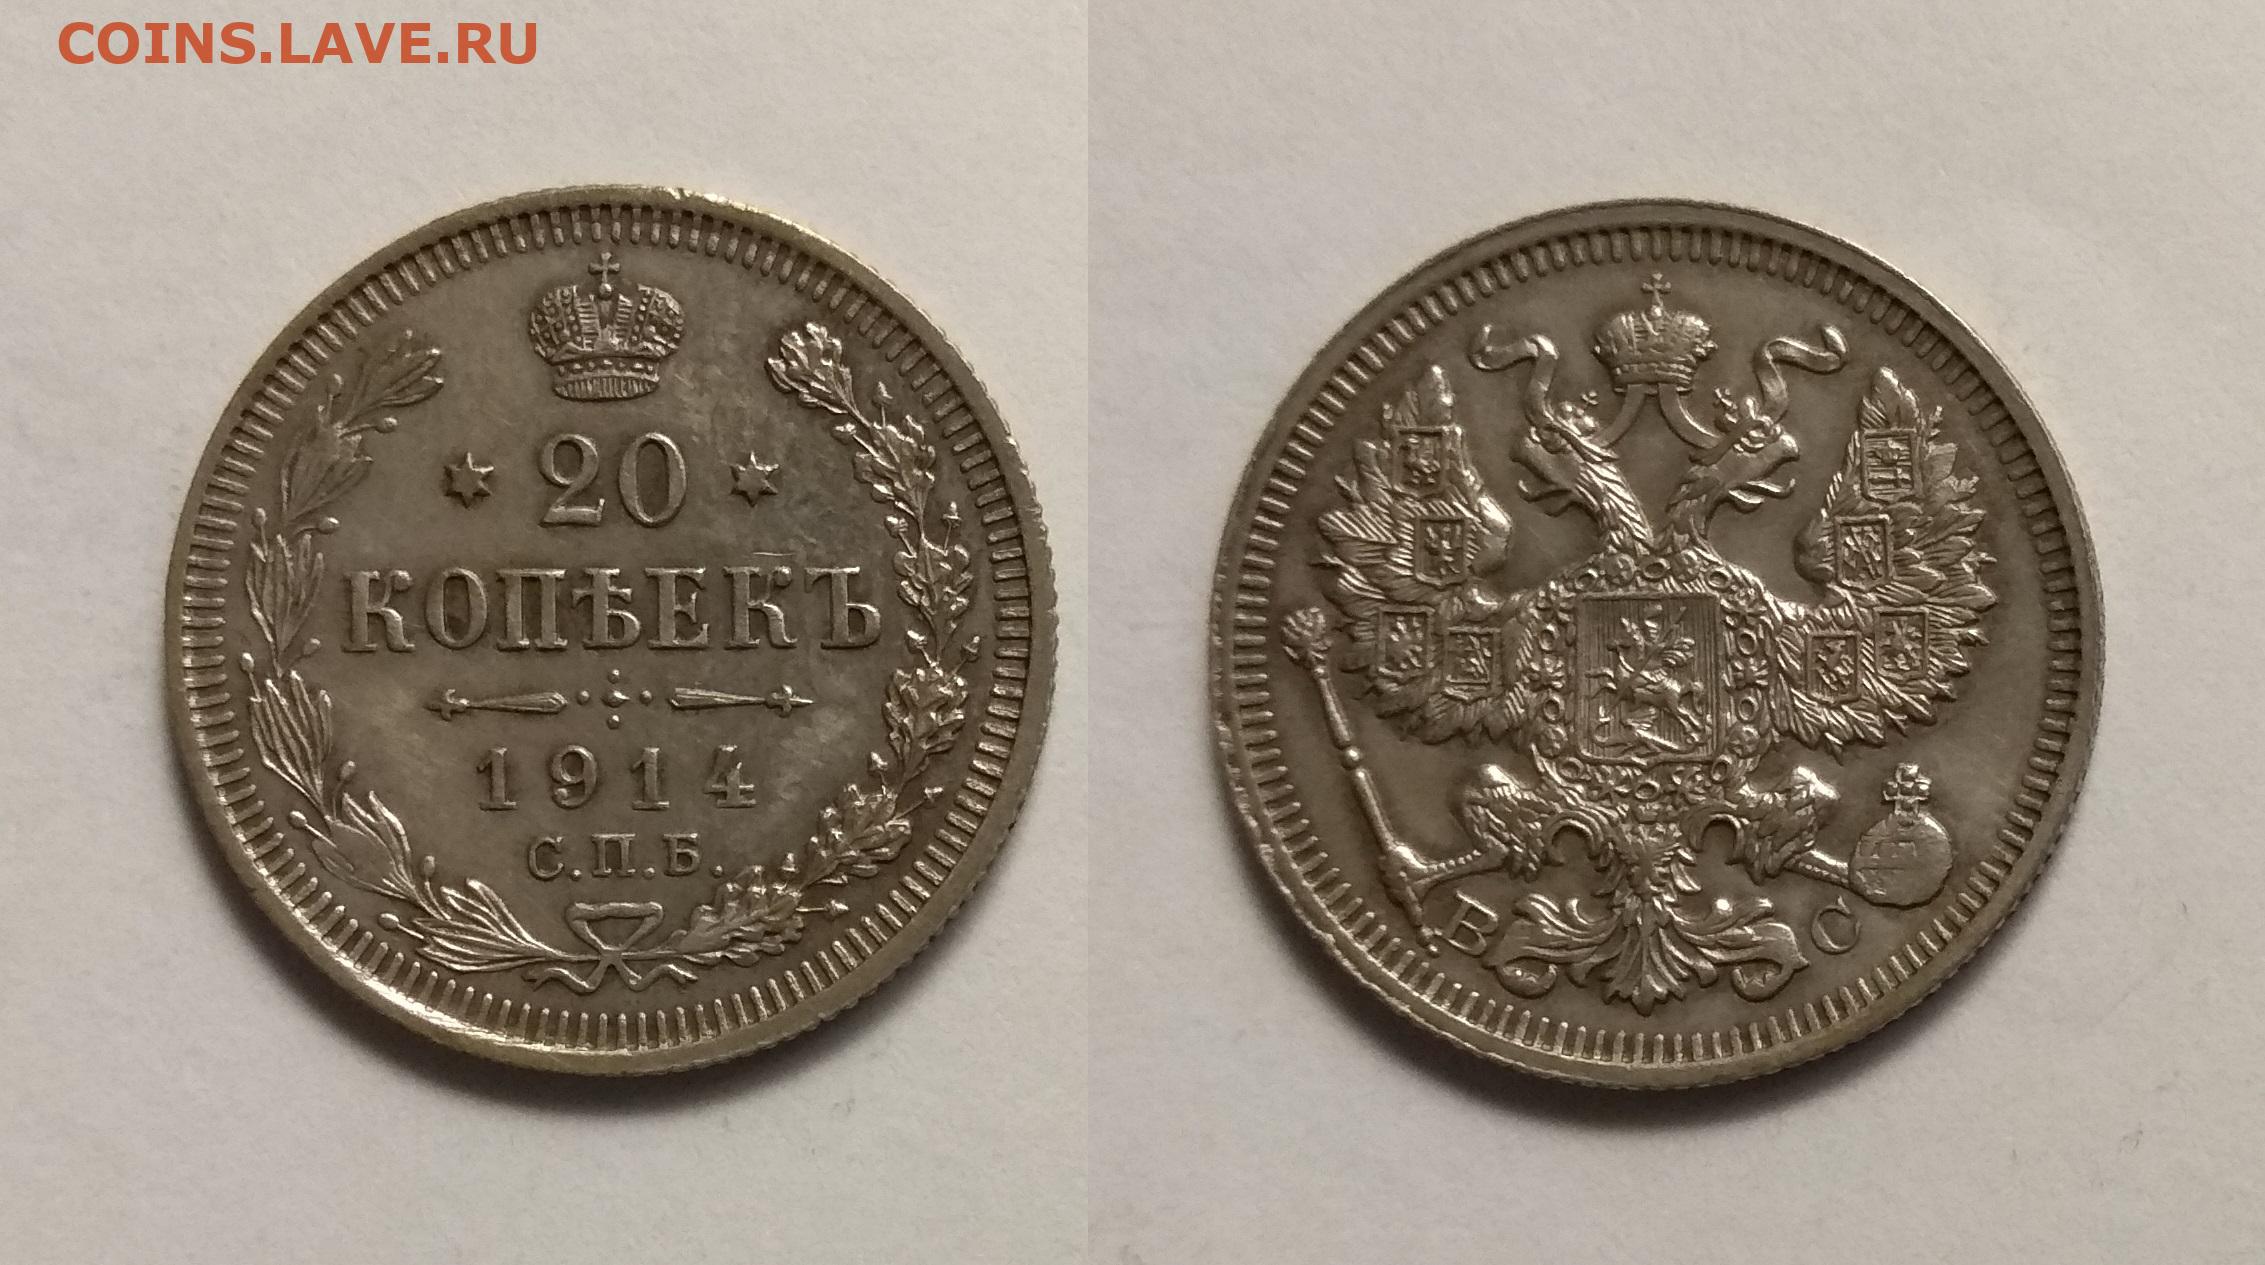 COINS.LAVE.RU
20
КОПѢЕКЪ
1914
С.П.Б.
В С